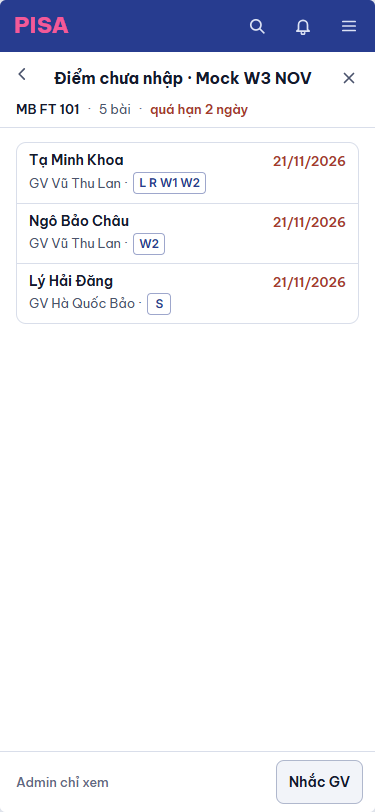 PISA
Điểm chưa nhập · Mock W3 NOV
MB FT 101 · 5 bài · quá hạn 2 ngày
Tạ Minh Khoa 21/11/2026
GV Vũ Thu Lan · L R W1 W2
Ngô Bảo Châu 21/11/2026
GV Vũ Thu Lan · W2
Lý Hải Đăng 21/11/2026
GV Hà Quốc Bảo · S
Admin chỉ xem Nhắc GV